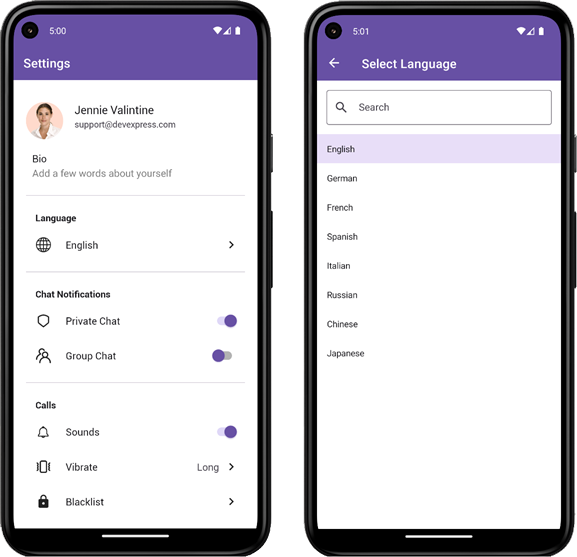 5:00
Settings
Jennie Valintine
support@devexpress.com
Bio
Add a few words about yourself
Language
English
Chat Notifications
Private Chat
Group Chat
Calls
Sounds
Vibrate Long
Blacklist
5:01
Select Language
Search
English
German
French
Spanish
Italian
Russian
Chinese
Japanese